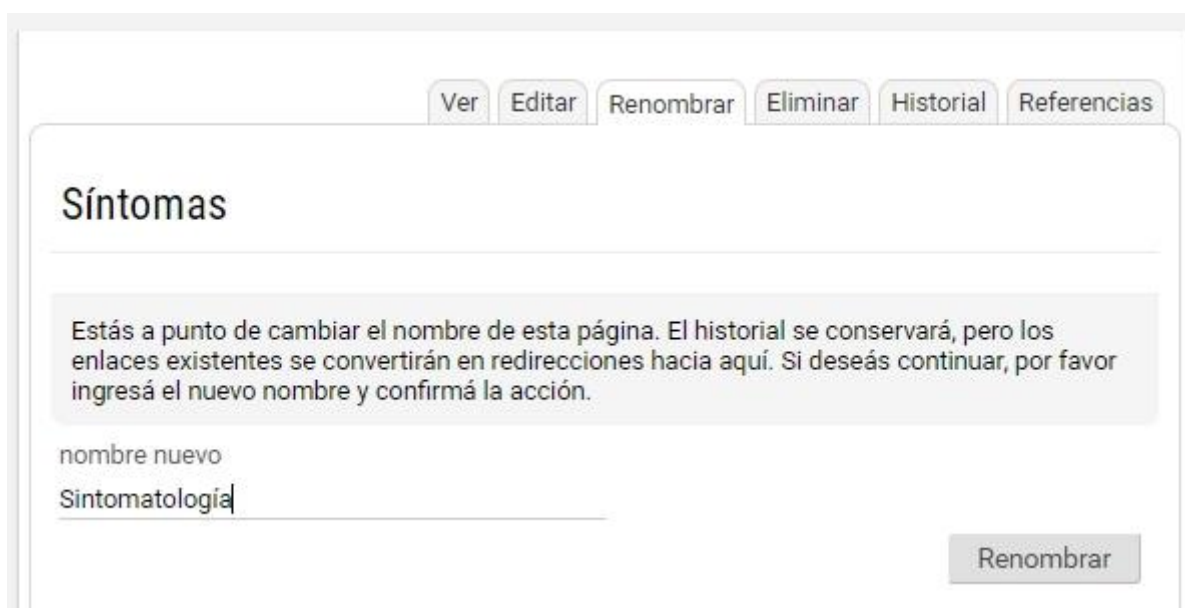 Ver Editar Renombrar Eliminar Historial Referencias
Síntomas
Estás a punto de cambiar el nombre de esta página. El historial se conservará, pero los
enlaces existentes se convertirán en redirecciones hacia aquí. Si deseás continuar, por favor
ingresá el nuevo nombre y confirmá la acción.
nombre nuevo
Sintomatología
Renombrar